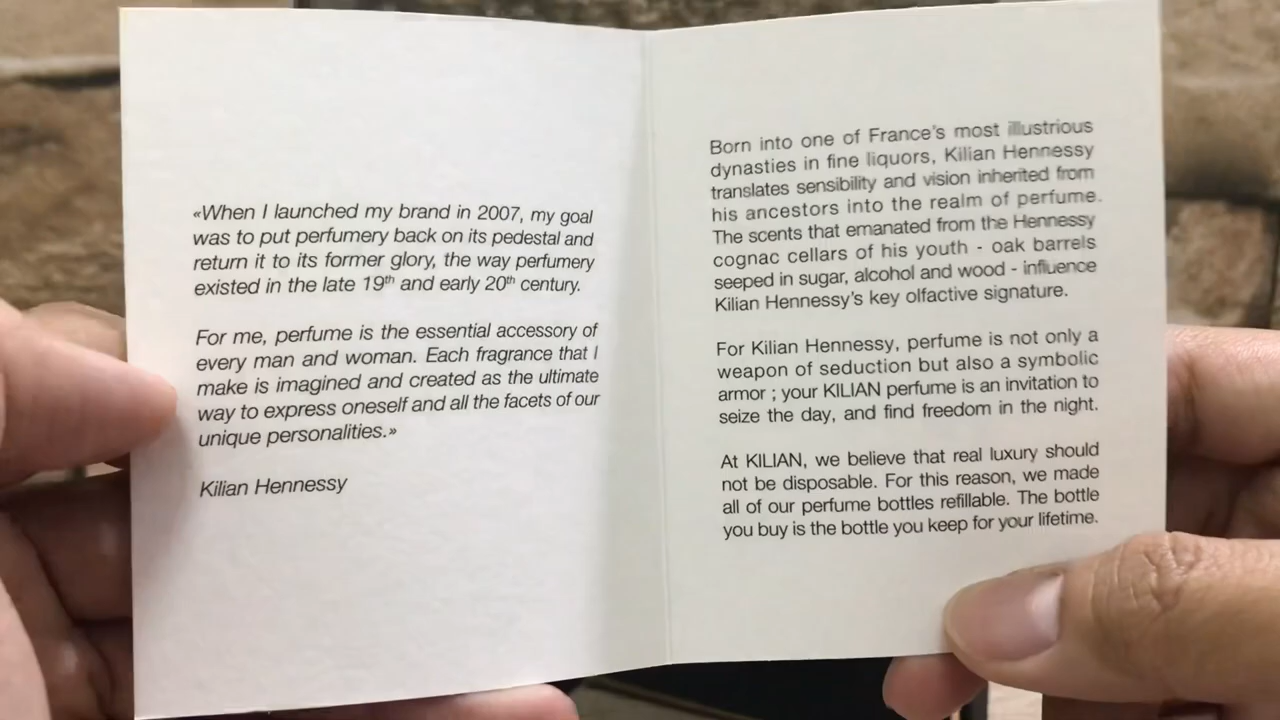 «When I launched my brand in 2007, my goal
was to put perfumery back on its pedestal and
return it to its former glory, the way perfumery
existed in the late 19th and early 20th century.
For me, perfume is the essential accessory of
every man and woman. Each fragrance that I
make is imagined and created as the ultimate
way to express oneself and all the facets of our
unique personalities.»
Kilian Hennessy
Born into one of France's most illustrious
dynasties in fine liquors, Kilian Hennessy
translates sensibility and vision inherited from
his ancestors into the realm of perfume.
The scents that emanated from the Hennessy
cognac cellars of his youth - oak barrels
seeped in sugar, alcohol and wood - influence
Kilian Hennessy's key olfactive signature.
For Kilian Hennessy, perfume is not only a
weapon of seduction but also a symbolic
armor ; your KILIAN perfume is an invitation to
seize the day, and find freedom in the night.
At KILIAN, we believe that real luxury should
not be disposable. For this reason, we made
all of our perfume bottles refillable. The bottle
you buy is the bottle you keep for your lifetime.